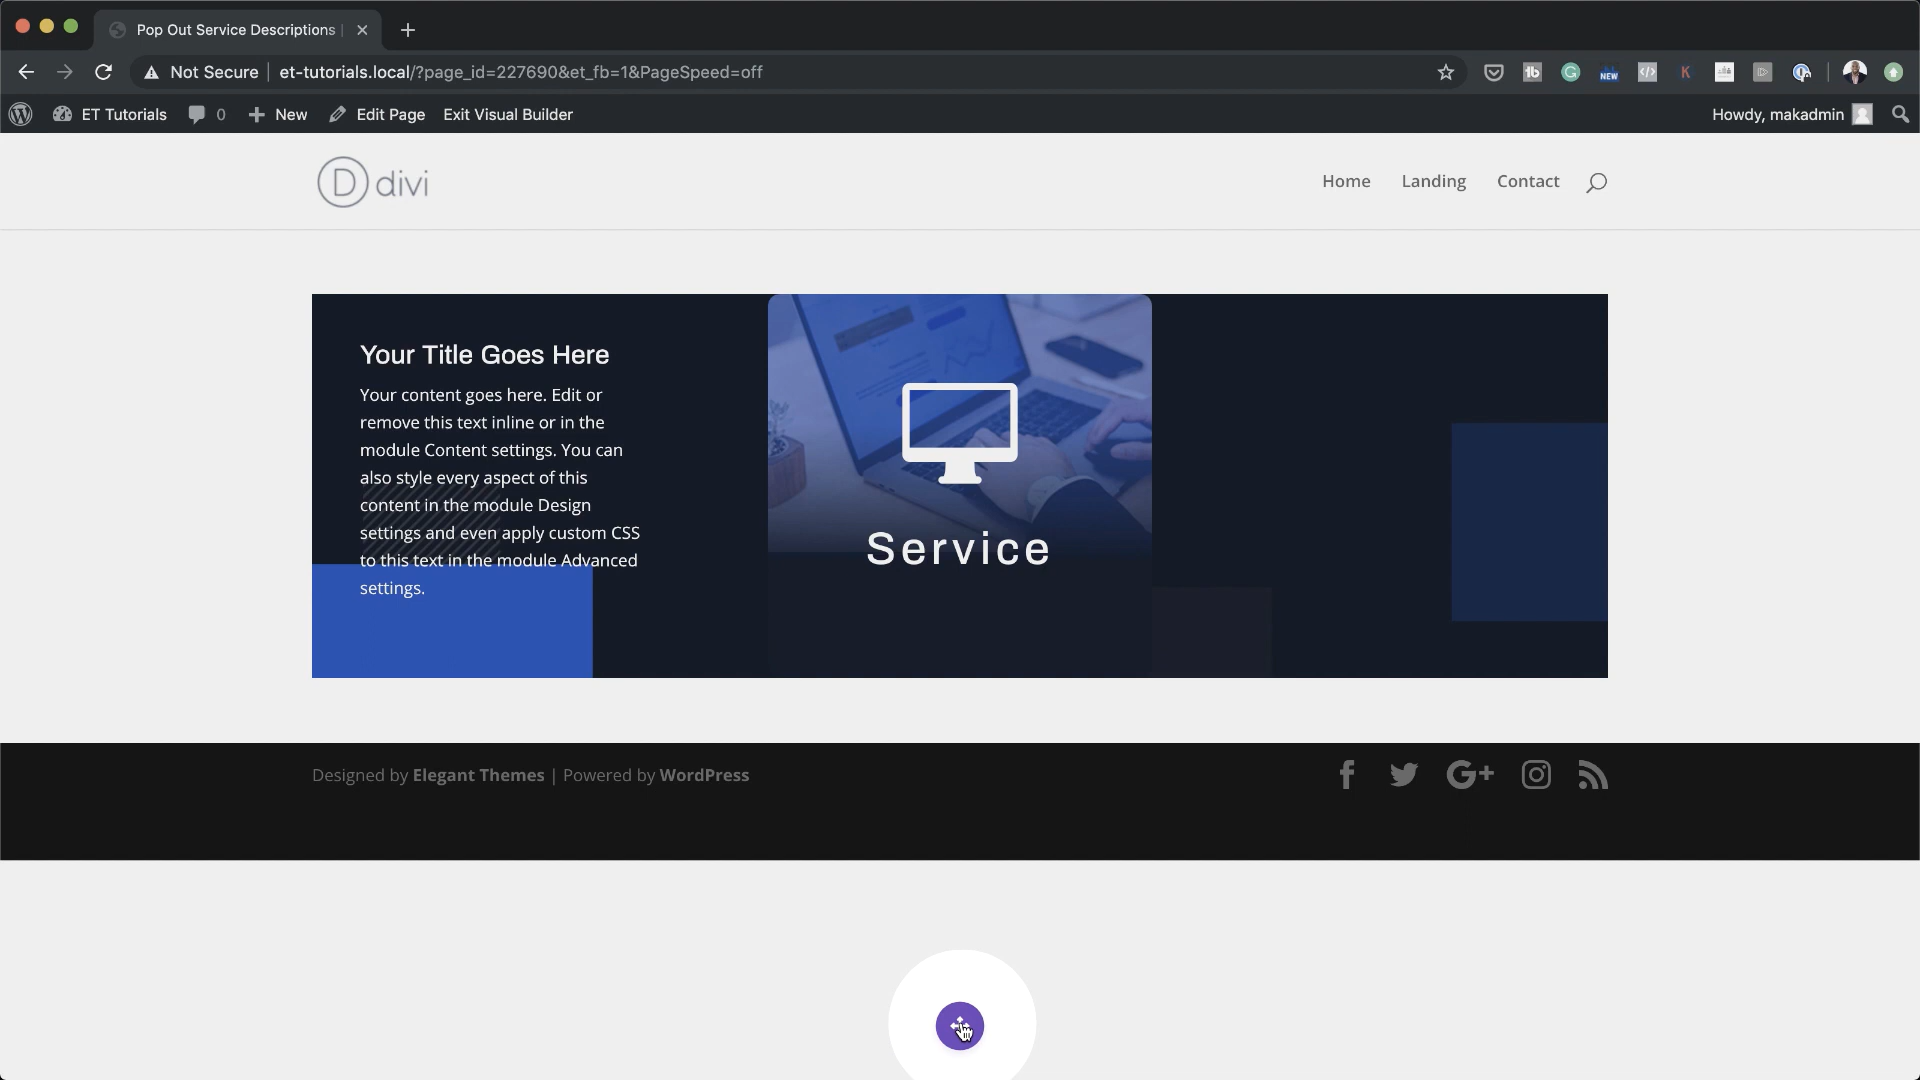 Pop Out Service Descriptions |
Not Secure
et-tutorials.local/?page_id=227690&et_fb=1&PageSpeed=off
NEW
ET Tutorials
0
New
Edit Page
Exit Visual Builder
Howdy, makadmin
D divi
Home
Landing
Contact
Your Title Goes Here
Your content goes here. Edit or
remove this text inline or in the
module Content settings. You can
also style every aspect of this
content in the module Design
settings and even apply custom CSS
to this text in the module Advanced
settings.
Service
Designed by Elegant Themes | Powered by WordPress